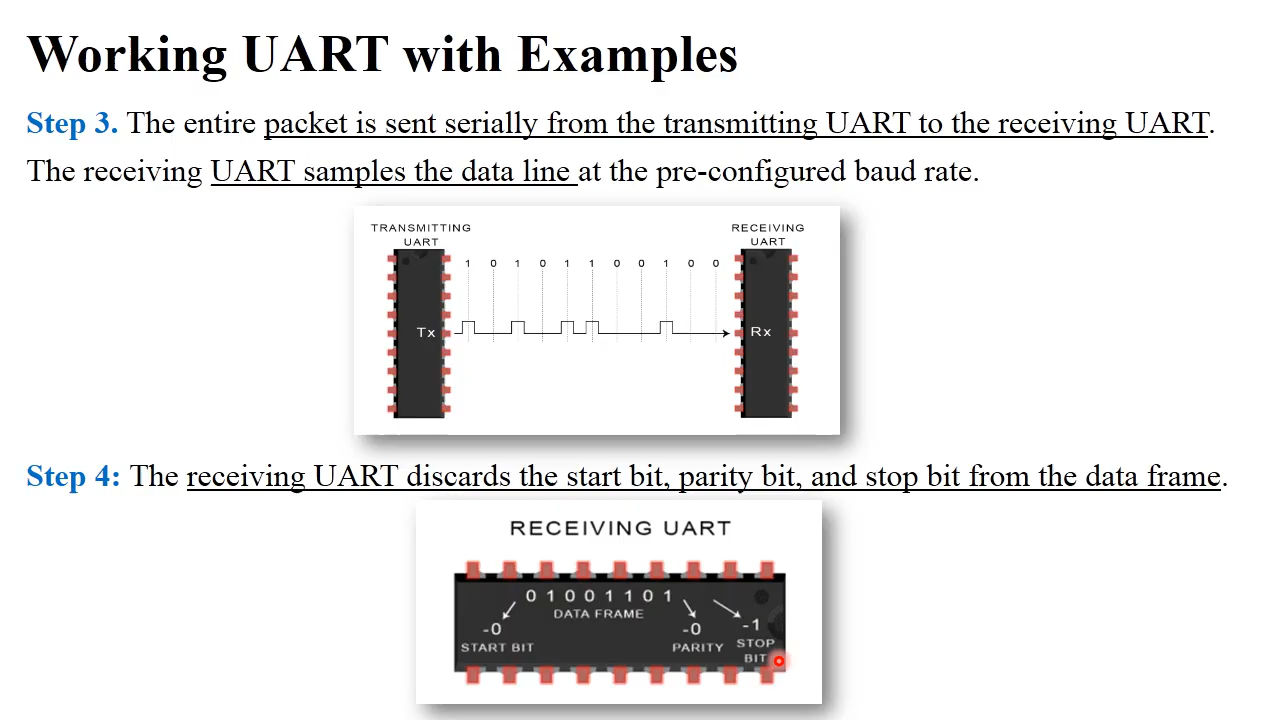 Working UART with Examples
Step 3. The entire packet is sent serially from the transmitting UART to the receiving UART.
The receiving UART samples the data line at the pre-configured baud rate.
TRANSMITTING UART
RECEIVING UART
1 0 1 0 1 1 0 0 1 0 0
Tx
Rx
Step 4: The receiving UART discards the start bit, parity bit, and stop bit from the data frame.
RECEIVING UART
0 1 0 0 1 1 0 1
DATA FRAME
-0
START BIT
-0
PARITY
-1
STOP
BIT